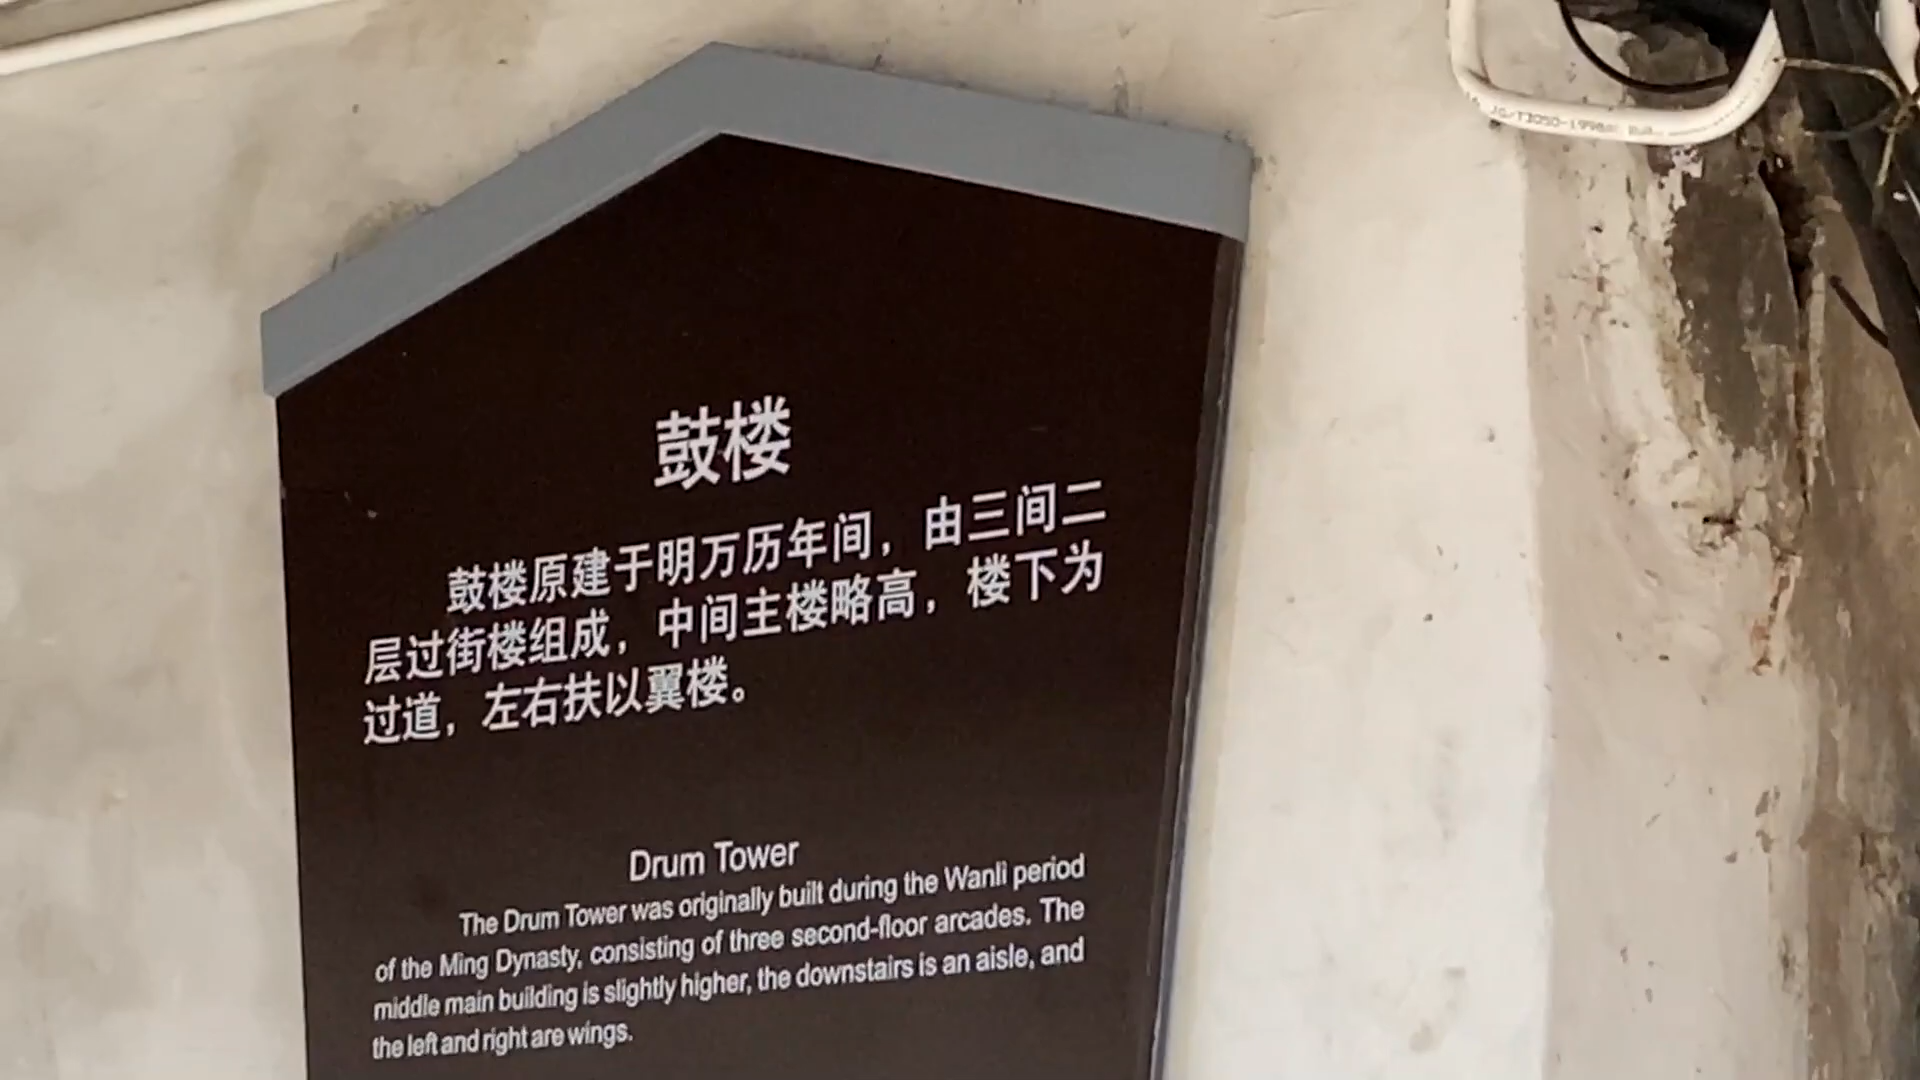 鼓楼
鼓楼原建于明万历年间，由三间二
层过街楼组成，中间主楼略高，楼下为
过道，左右扶以翼楼。
Drum Tower
The Drum Tower was originally built during the Wanli period
of the Ming Dynasty, consisting of three second-floor arcades. The
middle main building is slightly higher, the downstairs is an aisle, and
the left and right are wings.